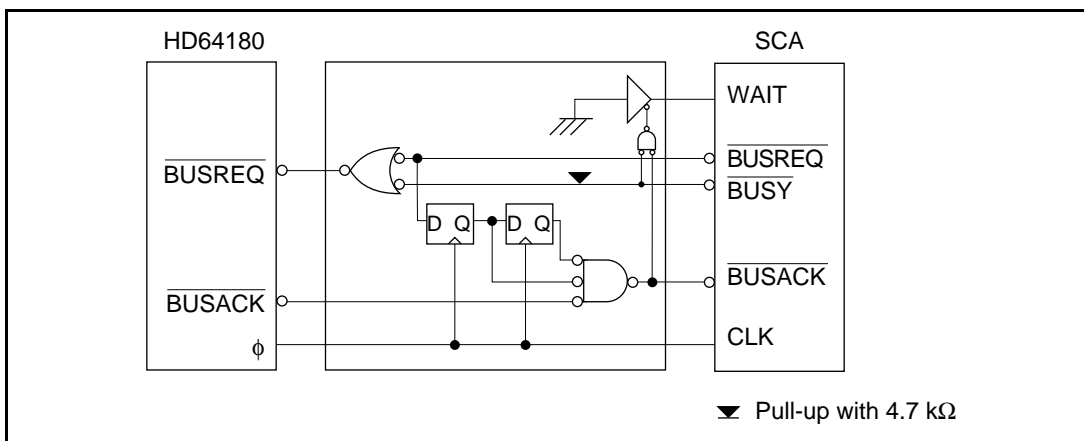 HD64180
SCA
WAIT
BUSREQ
BUSREQ
BUSY
D Q
D Q
BUSACK
BUSACK
ϕ
CLK
Pull-up with 4.7 kΩ